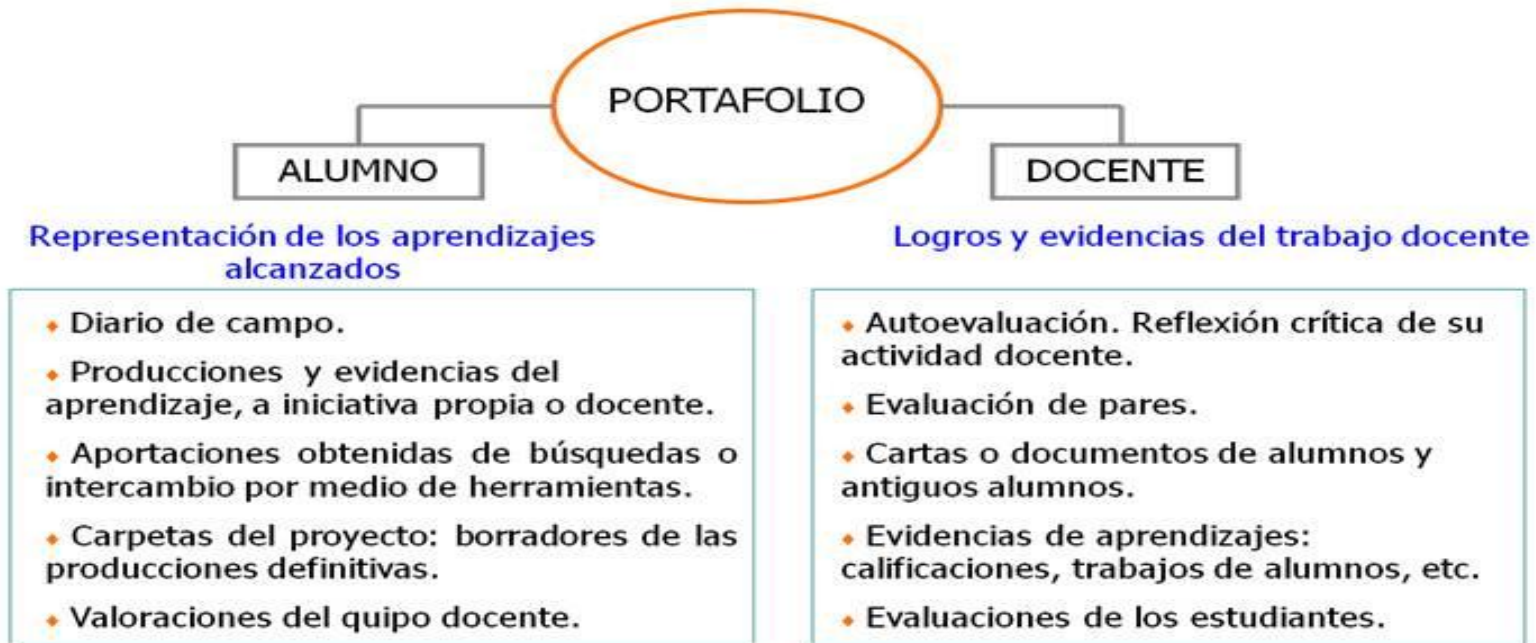 PORTAFOLIO
ALUMNO
DOCENTE
Representación de los aprendizajes
alcanzados
Logros y evidencias del trabajo docente
⬥ Diario de campo.
⬥ Producciones y evidencias del
aprendizaje, a iniciativa propia o docente.
⬥ Aportaciones obtenidas de búsquedas o
intercambio por medio de herramientas.
⬥ Carpetas del proyecto: borradores de las
producciones definitivas.
⬥ Valoraciones del quipo docente.
⬥ Autoevaluación. Reflexión crítica de su
actividad docente.
⬥ Evaluación de pares.
⬥ Cartas o documentos de alumnos y
antiguos alumnos.
⬥ Evidencias de aprendizajes:
calificaciones, trabajos de alumnos, etc.
⬥ Evaluaciones de los estudiantes.